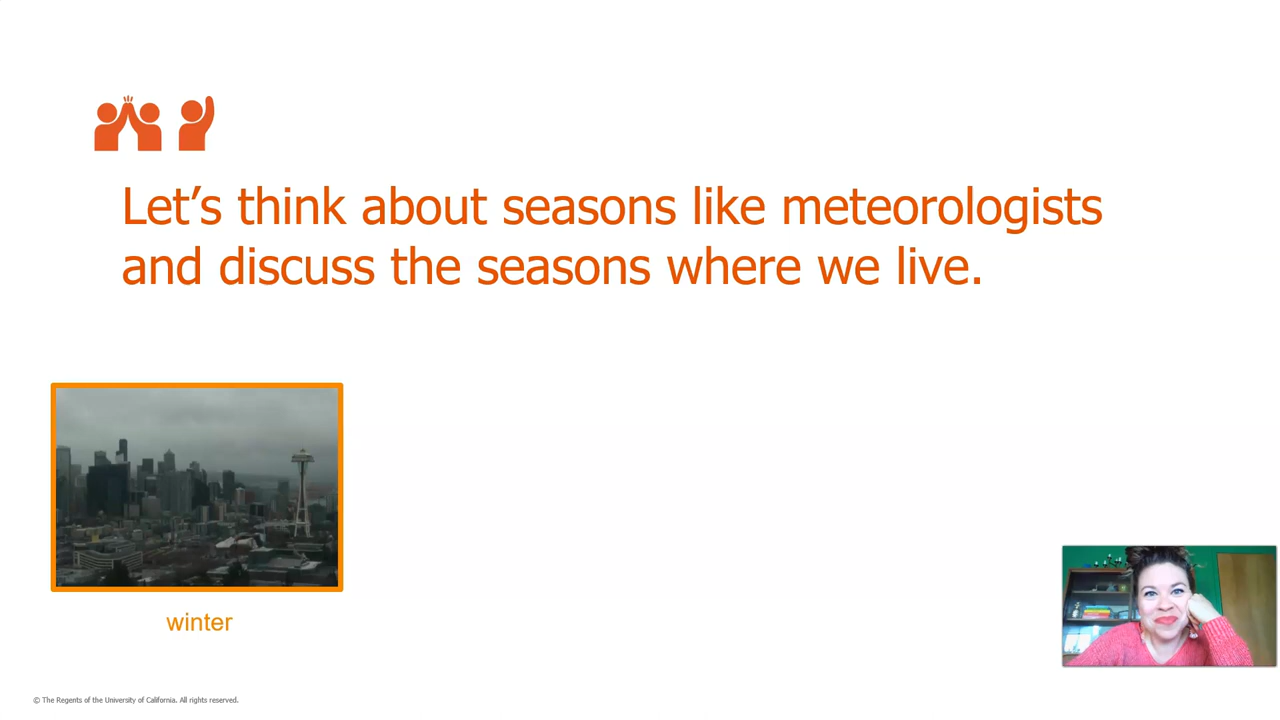 Let’s think about seasons like meteorologists
and discuss the seasons where we live.
winter
© The Regents of the University of California. All rights reserved.